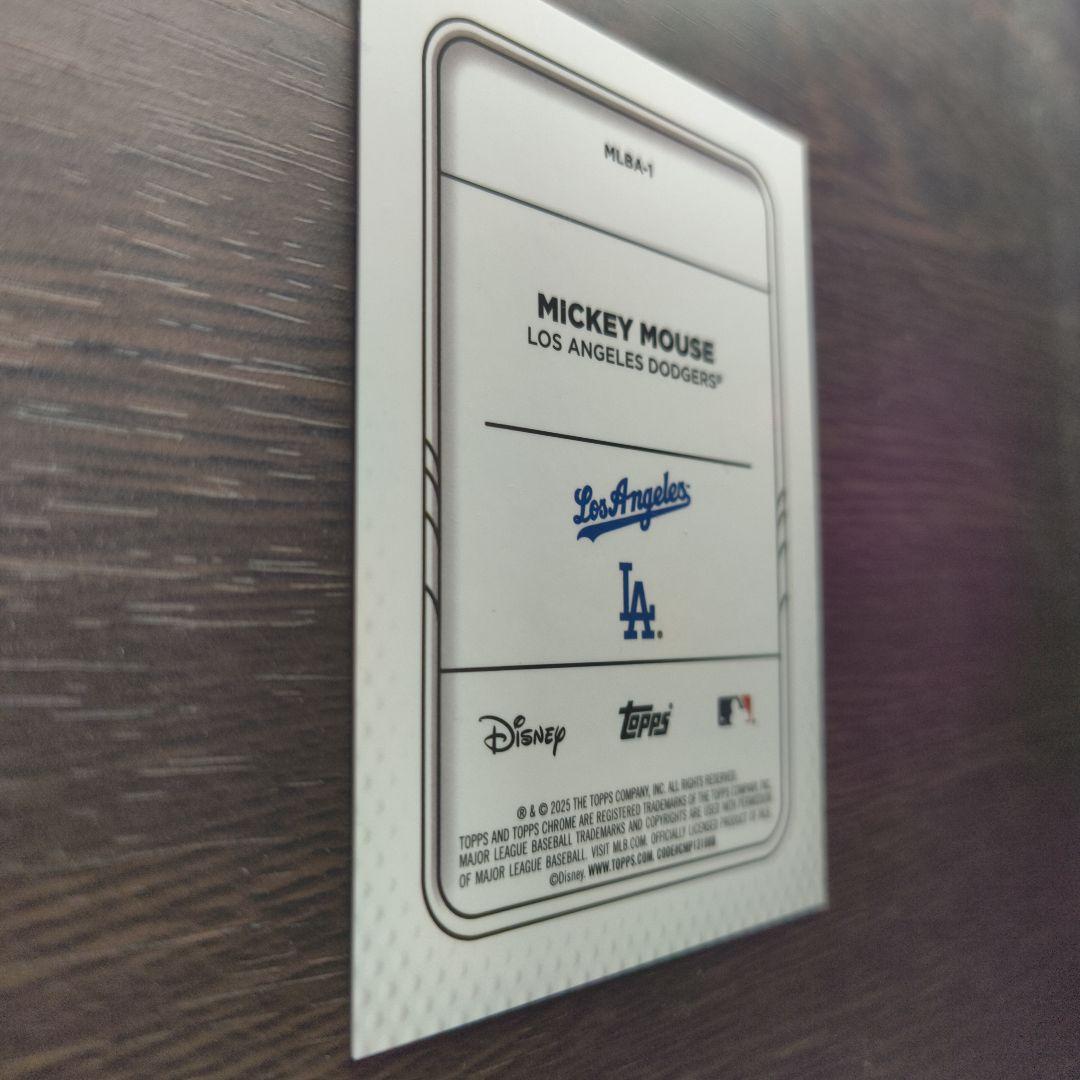 MLBA-1
MICKEY MOUSE
LOS ANGELES DODGERS®
Los Angeles
LA
Disney Topps
® & © 2025 THE TOPPS COMPANY, INC. ALL RIGHTS RESERVED.
TOPPS AND TOPPS CHROME ARE REGISTERED TRADEMARKS OF THE TOPPS COMPANY, INC.
MAJOR LEAGUE BASEBALL TRADEMARKS AND COPYRIGHTS ARE USED WITH PERMISSION
OF MAJOR LEAGUE BASEBALL. VISIT MLB.COM. OFFICIALLY LICENSED PRODUCT OF MLB.
©Disney. WWW.TOPPS.COM.